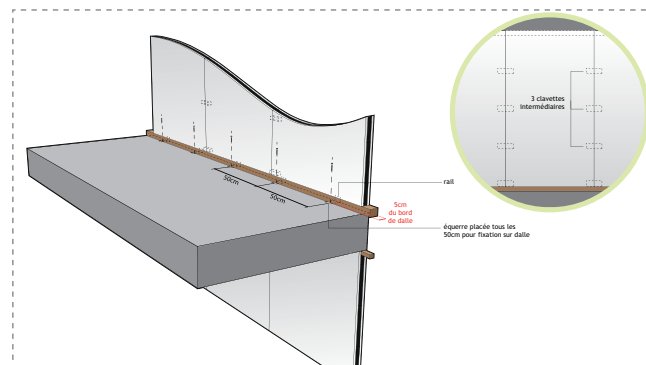 3 clavettes
intermédiaires
50cm
50cm
rail
5cm
du bord
de dalle
équerre placée tous les
50cm pour fixation sur dalle